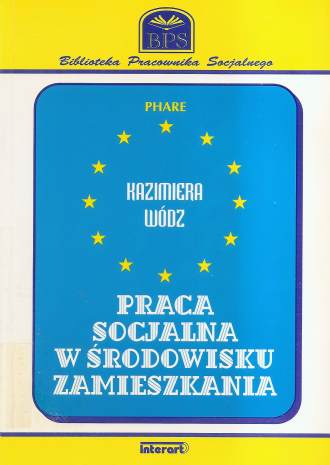 BPS
Biblioteka Pracownika Socjalnego
PHARE
KAZIMIERA
WÓDZ
PRACA
SOCJALNA
W ŚRODOWISKU
ZAMIESZKANIA
interart